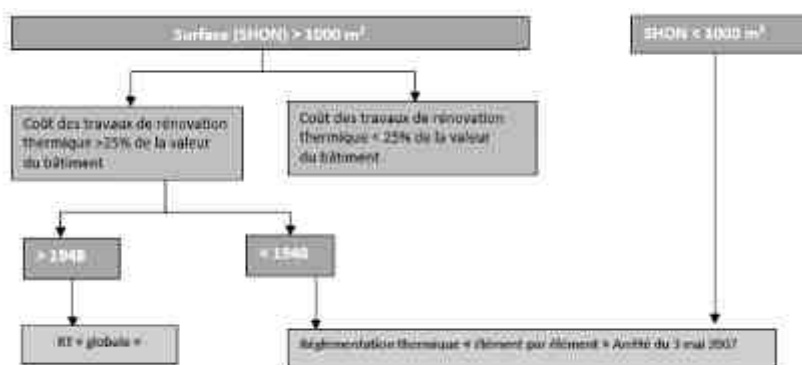 Surface (SHON) > 1000 m²
SHON < 1000 m²
Coût des travaux de rénovation
thermique >25% de la valeur
du bâtiment
Coût des travaux de rénovation
thermique < 25% de la valeur
du bâtiment
> 1948
< 1948
RT « globale »
Réglementation thermique « élément par élément » Arrêté du 3 mai 2007